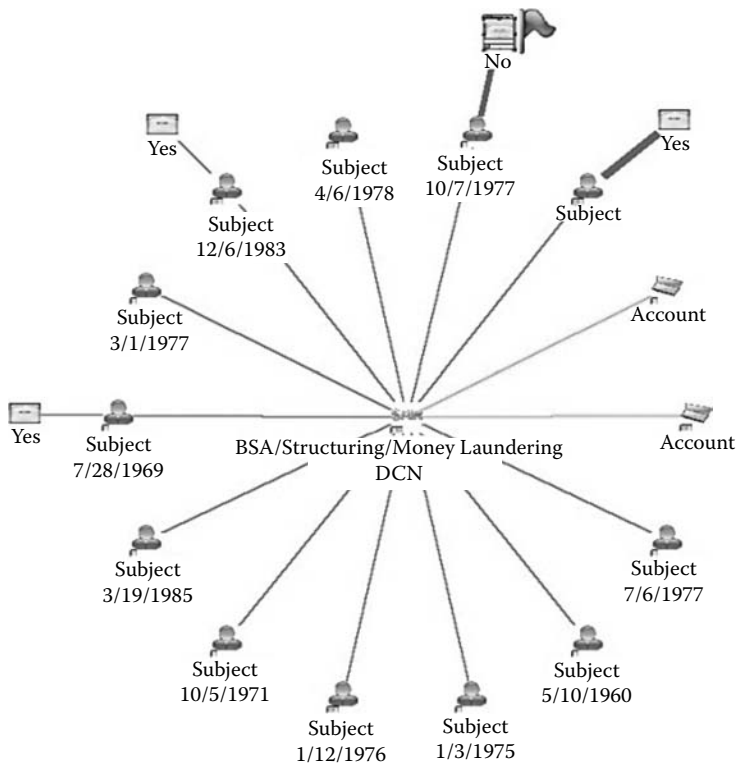 No
Yes
Yes
Subject
4/6/1978
Subject
10/7/1977
Subject
12/6/1983
Subject
Subject
3/1/1977
Account
Yes
Subject
7/28/1969
BSA/Structuring/Money Laundering
DCN
Account
Subject
3/19/1985
Subject
7/6/1977
Subject
10/5/1971
Subject
5/10/1960
Subject
1/12/1976
Subject
1/3/1975